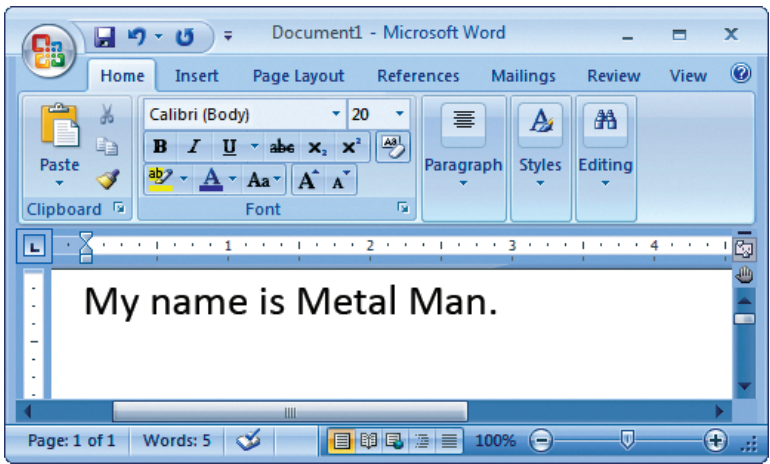 Document1 - Microsoft Word
Home Insert Page Layout References Mailings Review View
Calibri (Body) 20
B I U abc x₂ x² Aa
Paste
ab A Aa A A
Paragraph Styles Editing
Clipboard Font
L 1 2 3 4
My name is Metal Man.
Page: 1 of 1 Words: 5 100%